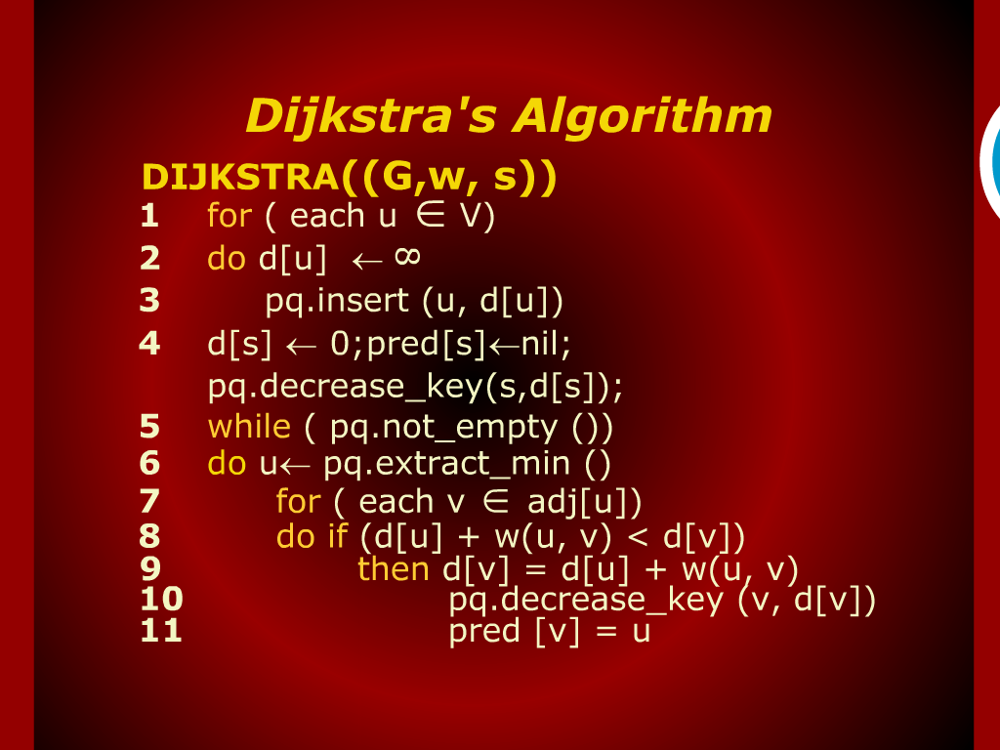 Dijkstra's Algorithm
DIJKSTRA((G,w, s))
1 for ( each u ∈ V)
2 do d[u] ← ∞
3 pq.insert (u, d[u])
4 d[s] ← 0;pred[s]←nil;
pq.decrease_key(s,d[s]);
5 while ( pq.not_empty ())
6 do u← pq.extract_min ()
7 for ( each v ∈ adj[u])
8 do if (d[u] + w(u, v) < d[v])
9 then d[v] = d[u] + w(u, v)
10 pq.decrease_key (v, d[v])
11 pred [v] = u